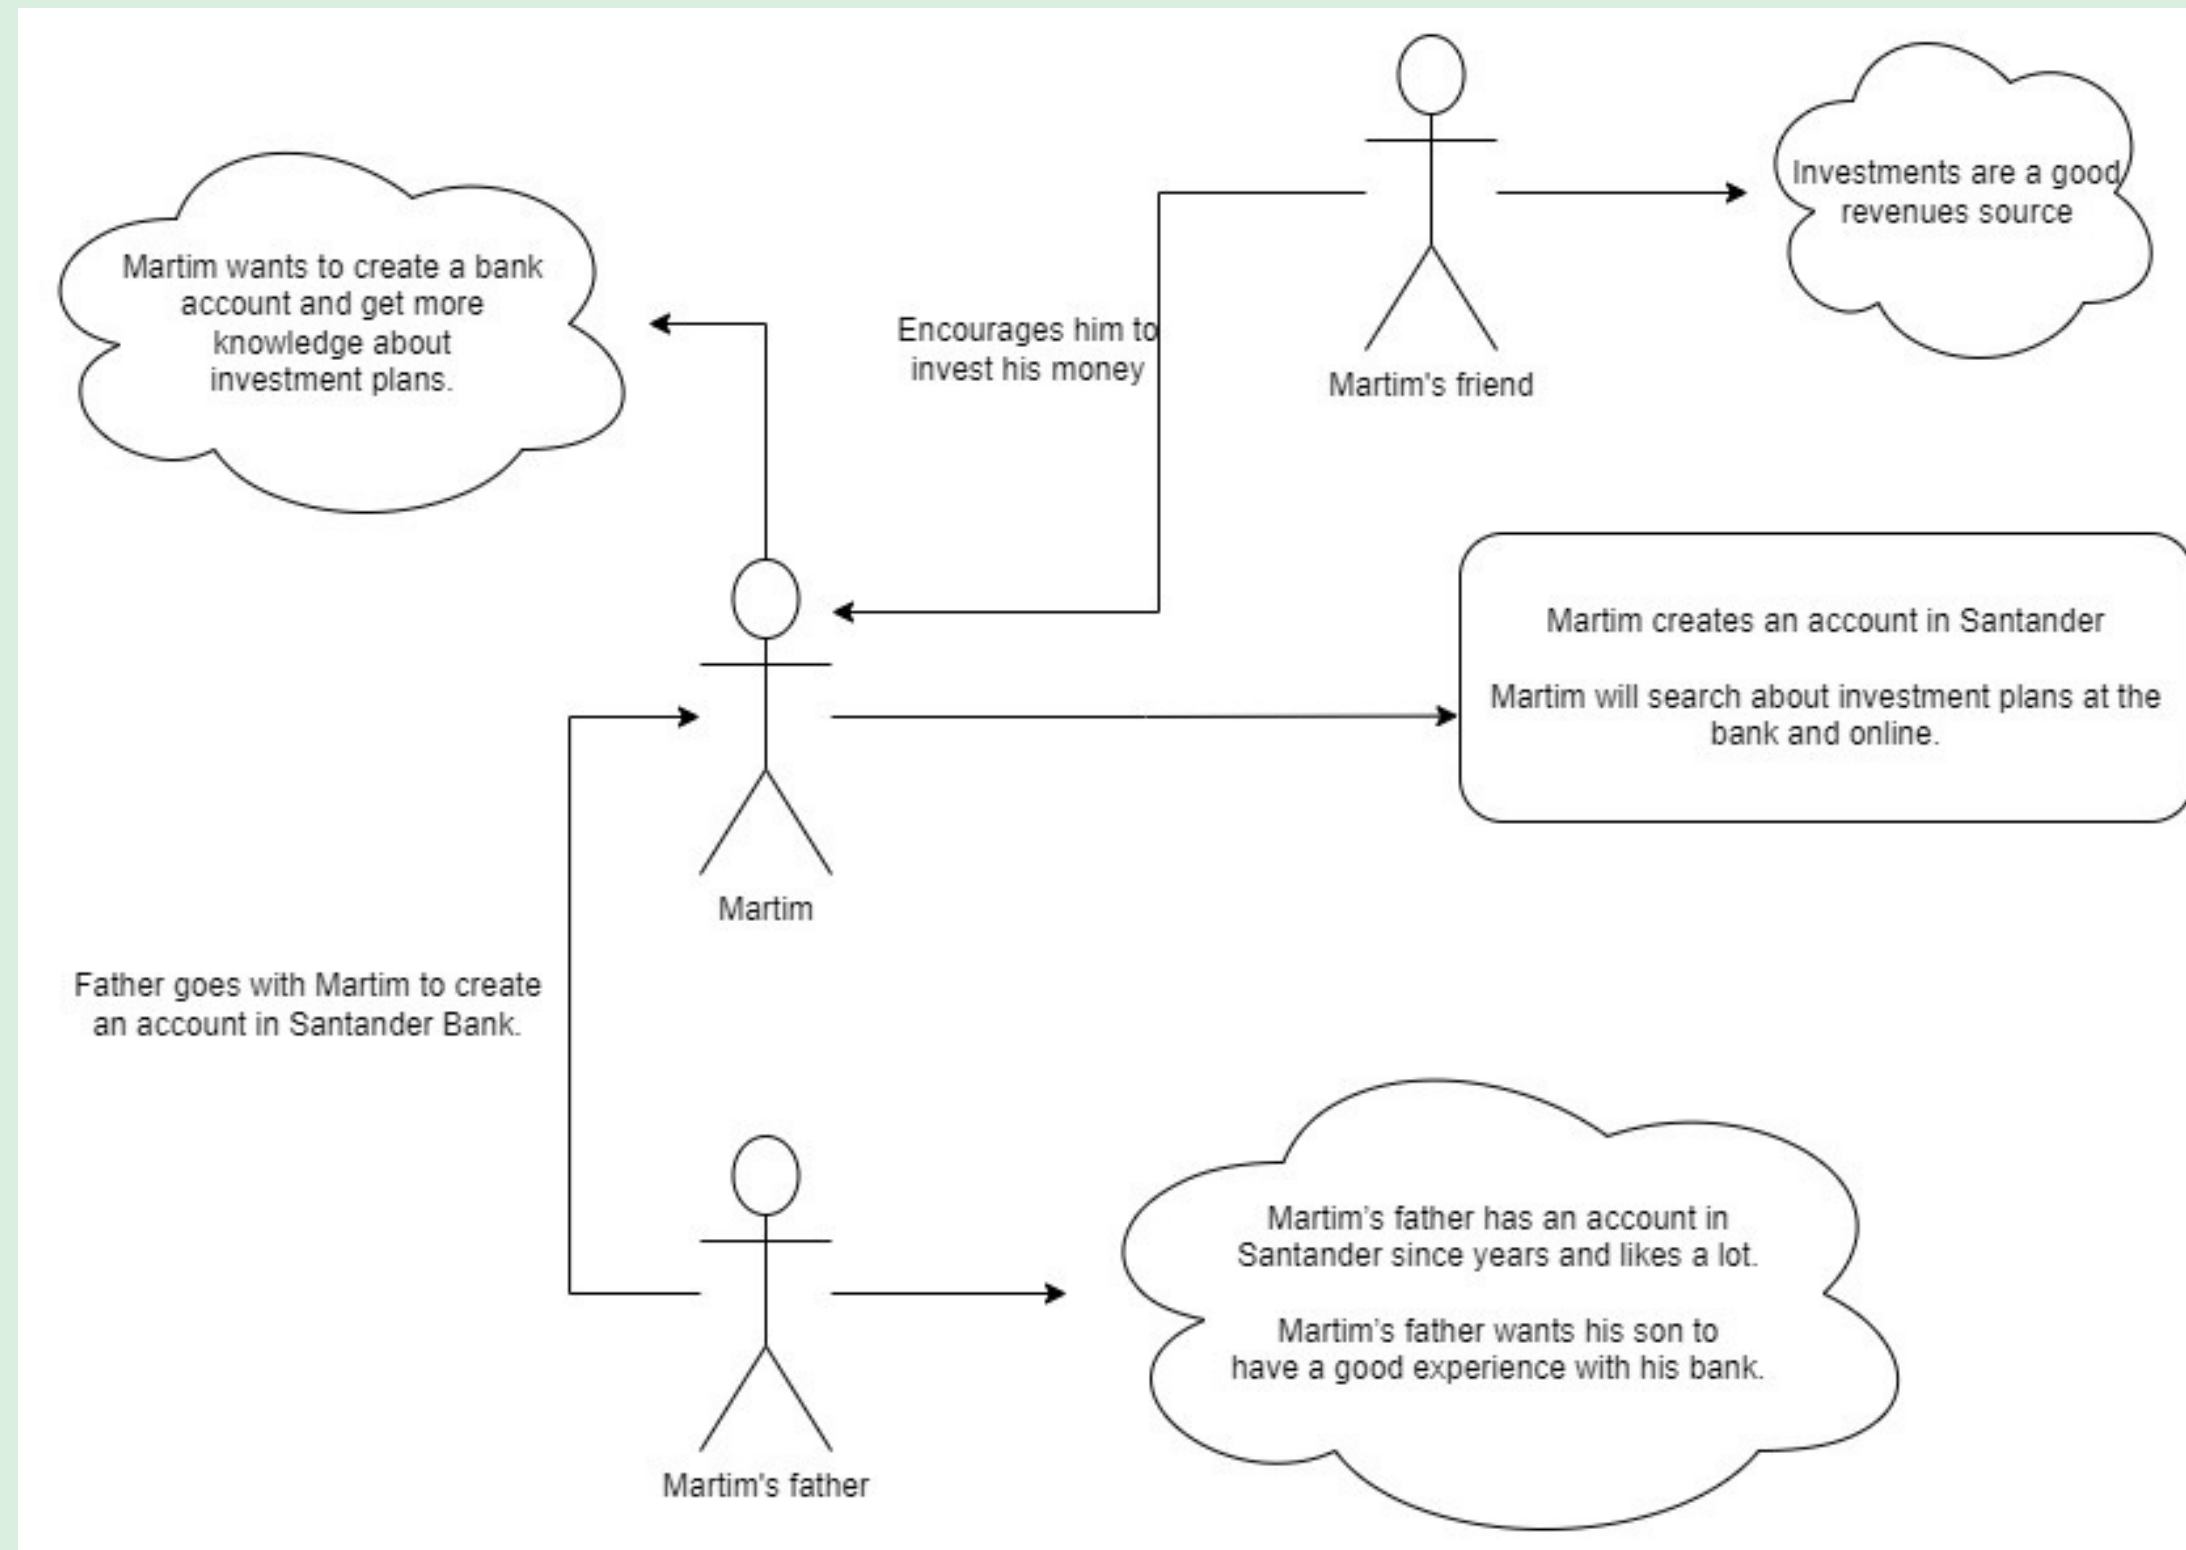 Investments are a good
revenues source
Martim wants to create a bank
account and get more
knowledge about
investment plans.
Encourages him to
invest his money
Martim's friend
Martim creates an account in Santander
Martim will search about investment plans at the
bank and online.
Martim
Father goes with Martim to create
an account in Santander Bank.
Martim's father has an account in
Santander since years and likes a lot.
Martim's father wants his son to
have a good experience with his bank.
Martim's father